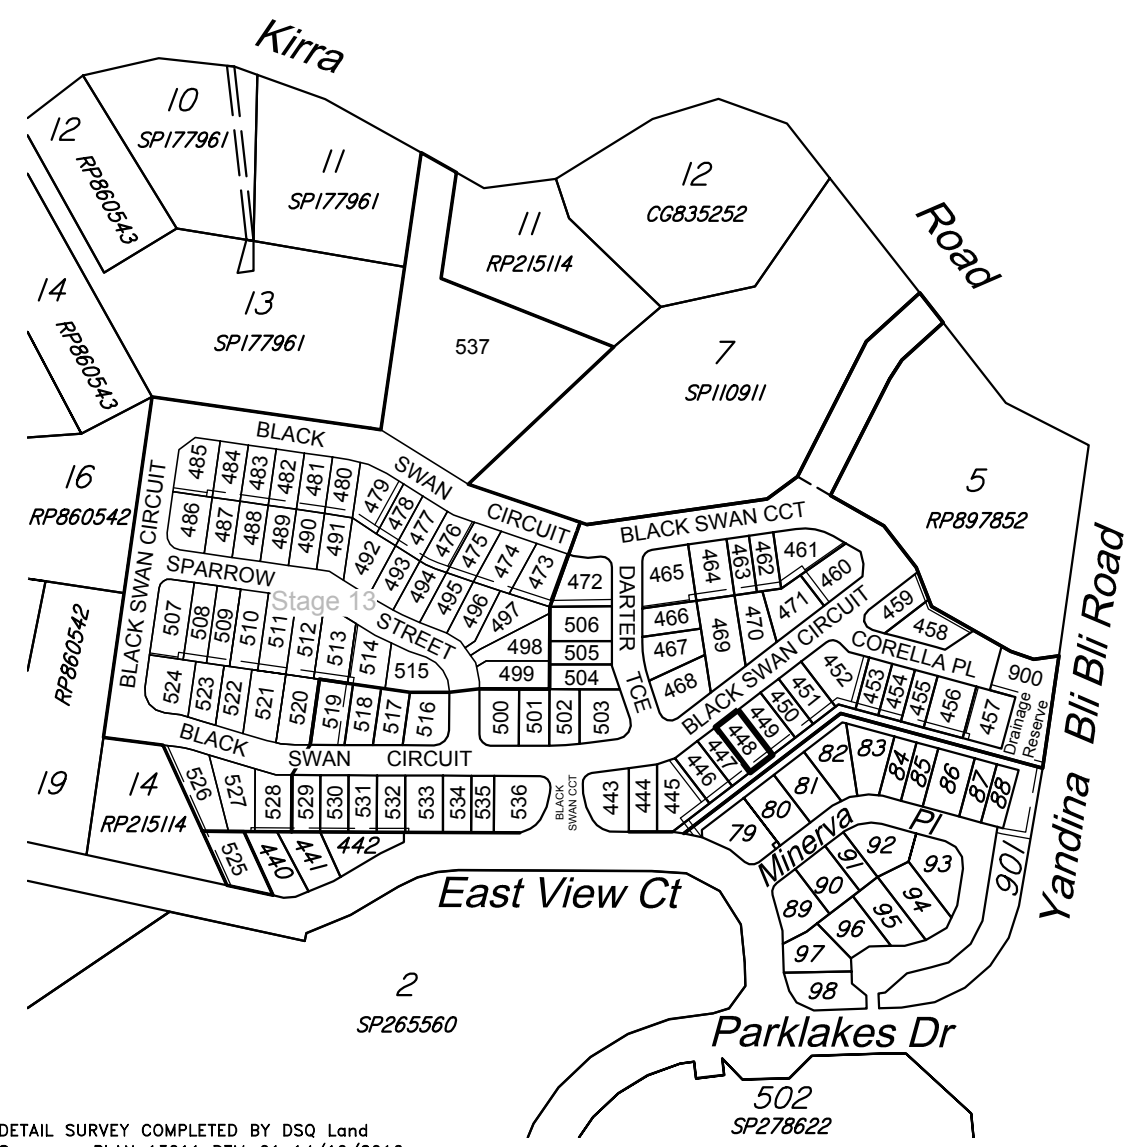 Kirra
Road
10
SP177961
12
RP860543
11
SP177961
12
CG835252
11
RP215114
14
RP860543
13
SP177961
537
7
SP110911
5
RP897852
16
RP860542
RP860542
BLACK SWAN CIRCUIT
BLACK SWAN CIRCUIT
485 484 483 482 481 480 479 478 477 476 475 474 473
486 487 488 489 490 491 492 493 494 495 496 497
498
499
SPARROW STREET
Stage 13
507 508 509 510 511 512 513 514 515
524 523 522 521 520 519 518 517 516
500 501 502 503
472
506
505
504
DARTER TCE
BLACK SWAN CCT
465 464 463 462 461 460
466
467
468
469 470 471
BLACK SWAN CIRCUIT
459
458
CORELLA PL
452 453 454 455 456 457
900
Drainage
Reserve
451 450 449 448 447 446
443 444 445
BLACK SWAN CIRCUIT
BLACK
SWAN CCT
526 527 528 529 530 531 532 533 534 535 536
525 440 441 442
19
14
RP215114
79 80 81 82 83 84 85 86 87 88
Minerva Pl
89 90 91 92 93
94 95 96
97
98
901
Yandina Bli Bli Road
East View Ct
2
SP265560
Parklakes Dr
502
SP278622
DETAIL SURVEY COMPLETED BY DSQ Land